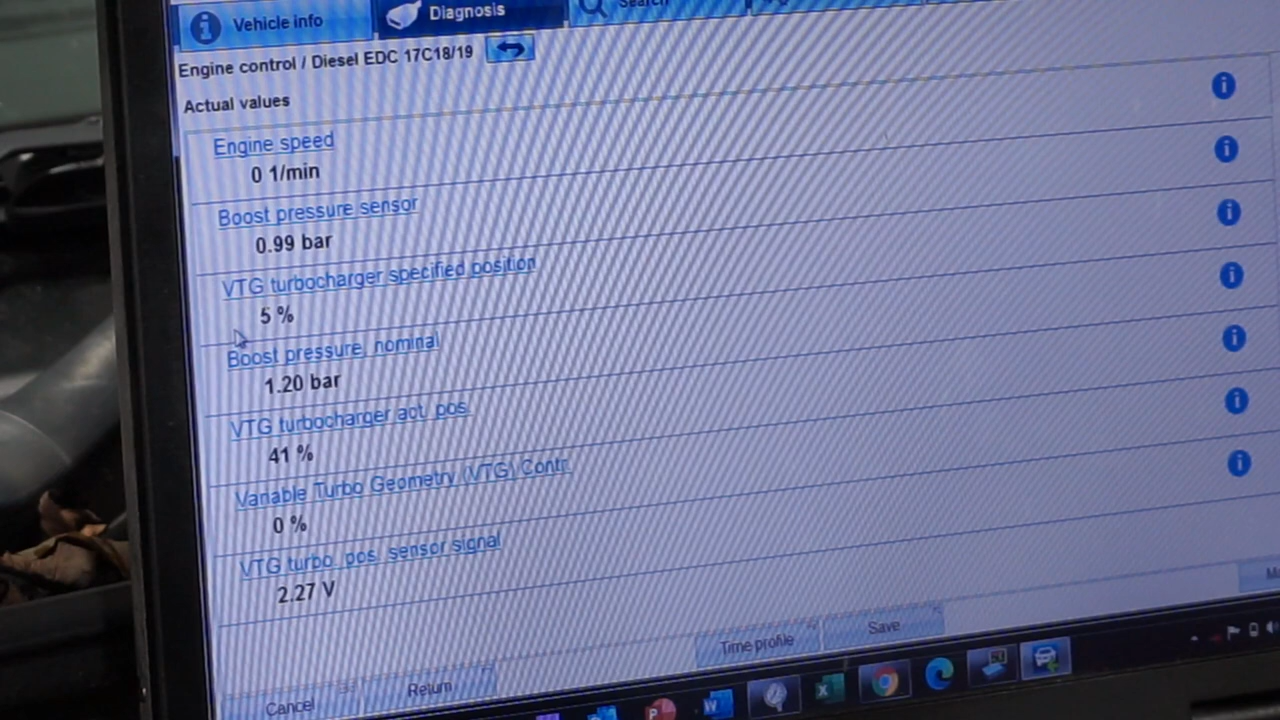 Vehicle info
Diagnosis
Search
Engine control / Diesel EDC 17C18/19
Actual values
Engine speed
0 1/min
Boost pressure sensor
0.99 bar
VTG turbocharger specified position
5 %
Boost pressure, nominal
1.20 bar
VTG turbocharger act. pos.
41 %
Variable Turbo Geometry (VTG) Contr.
0 %
VTG turbo. pos. sensor signal
2.27 V
Time profile
Save
Cancel
Return